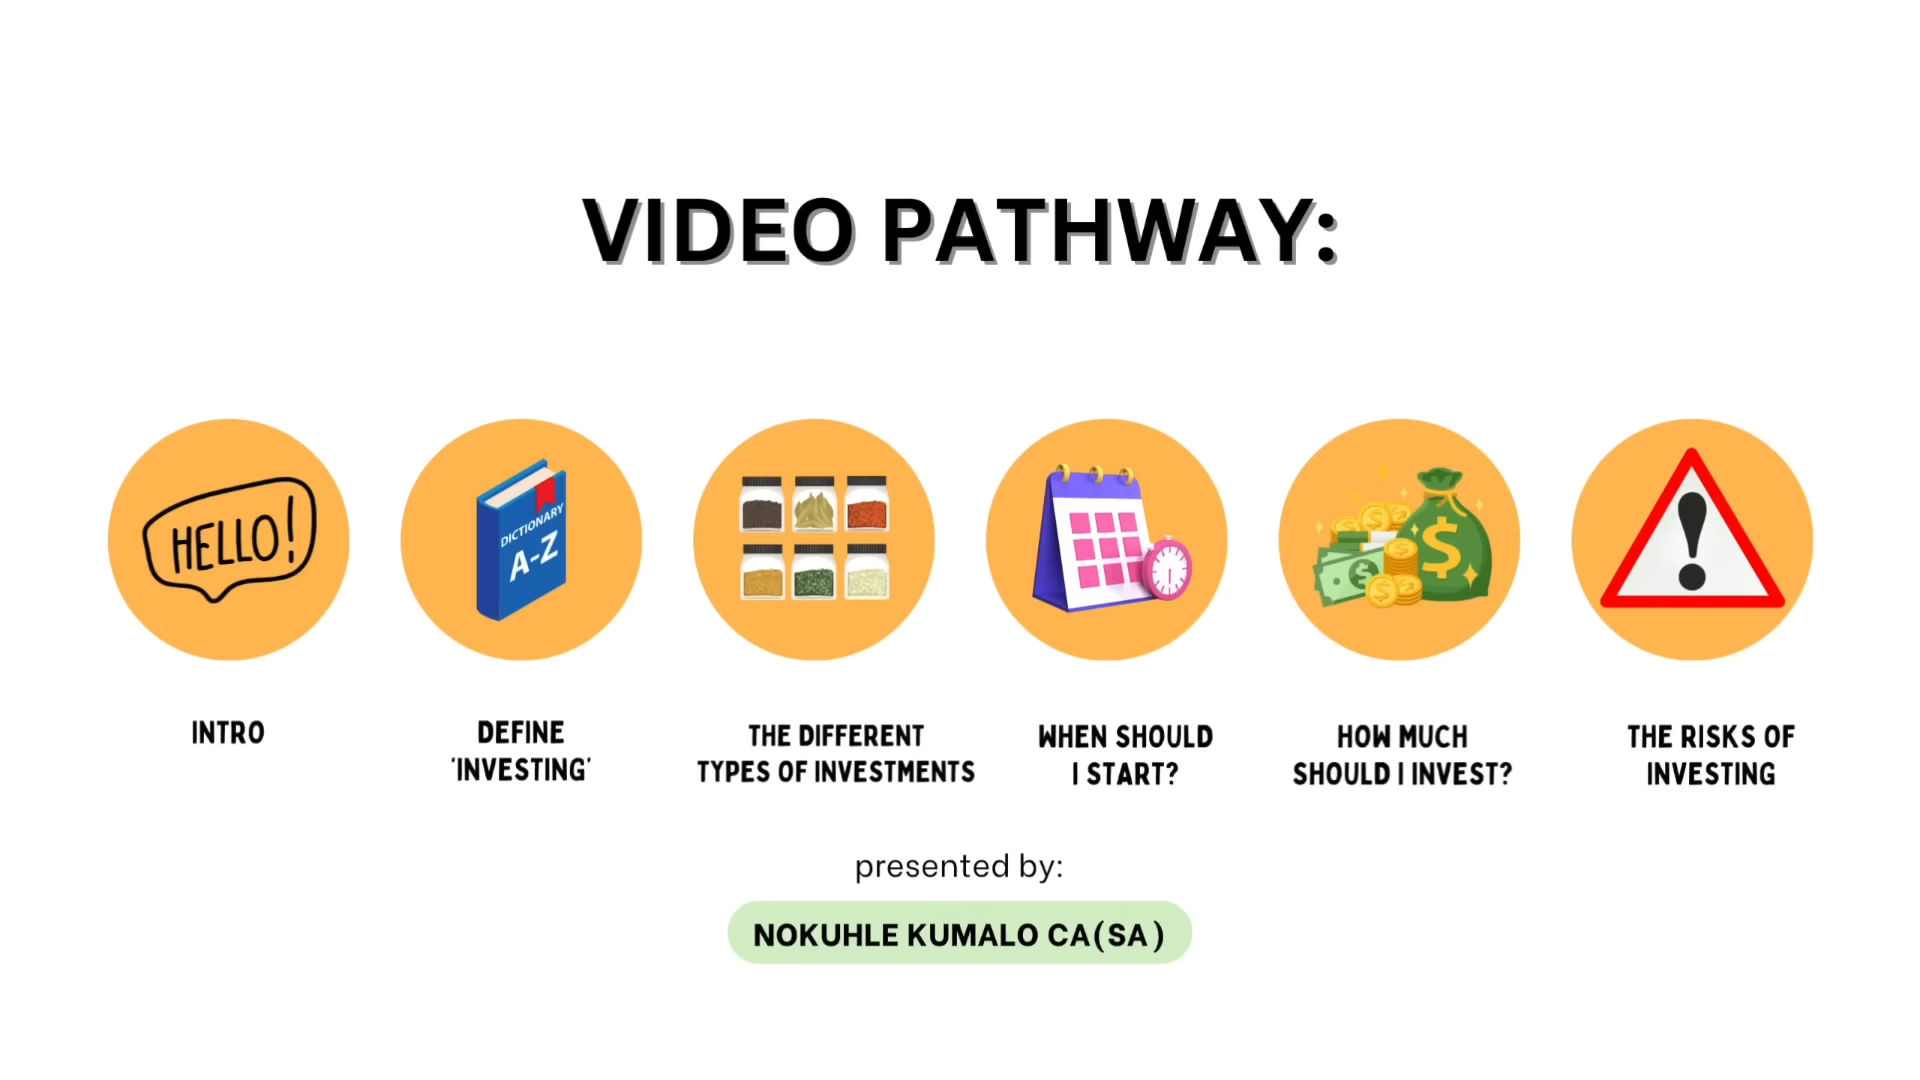 VIDEO PATHWAY:
HELLO!
DICTIONARY
A-Z
INTRO
DEFINE
'INVESTING'
THE DIFFERENT
TYPES OF INVESTMENTS
WHEN SHOULD
I START?
HOW MUCH
SHOULD I INVEST?
THE RISKS OF
INVESTING
presented by:
NOKUHLE KUMALO CA(SA)